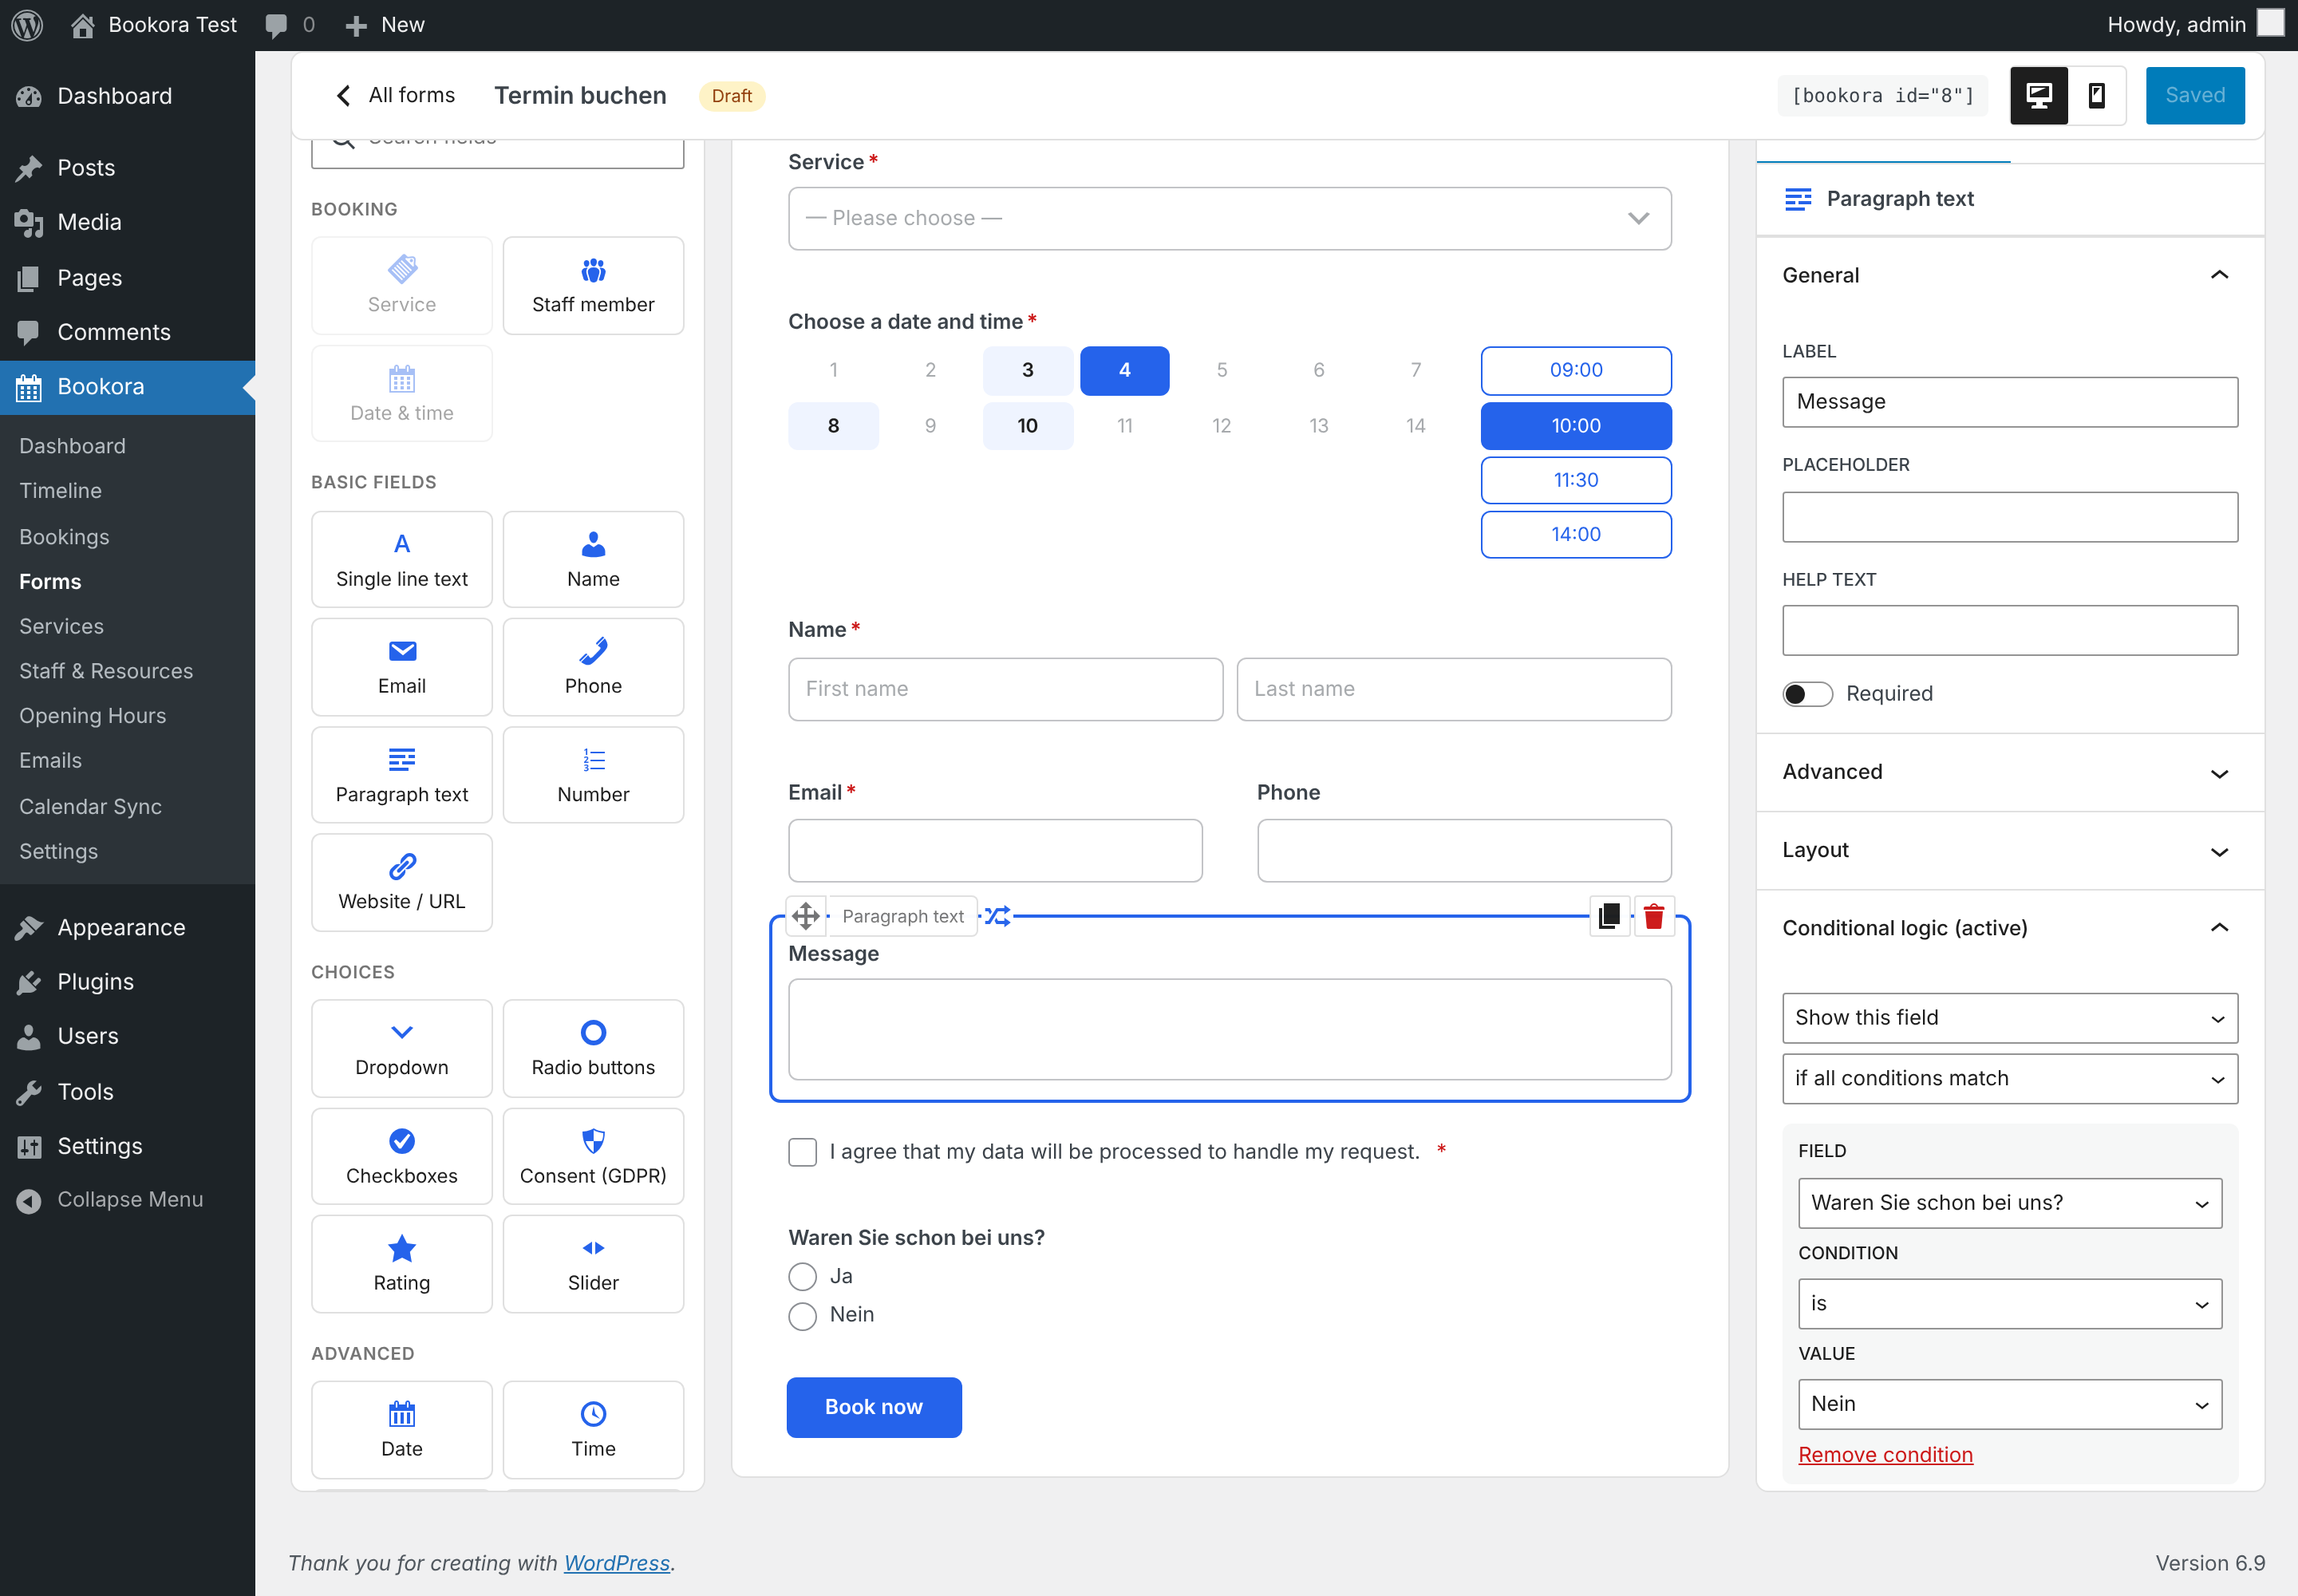 Bookora Test
0
New
Howdy, admin
Dashboard
Posts
Media
Pages
Comments
Bookora
Dashboard
Timeline
Bookings
Forms
Services
Staff & Resources
Opening Hours
Emails
Calendar Sync
Settings
Appearance
Plugins
Users
Tools
Settings
Collapse Menu
All forms
Termin buchen
Draft
[bookora id="8"]
Saved
Search fields
BOOKING
Service
Staff member
Date & time
BASIC FIELDS
A
Single line text
Name
Email
Phone
Paragraph text
Number
Website / URL
CHOICES
Dropdown
Radio buttons
Checkboxes
Consent (GDPR)
Rating
Slider
ADVANCED
Date
Time
Service *
— Please choose —
Choose a date and time *
1 2 3 4 5 6 7
8 9 10 11 12 13 14
09:00
10:00
11:30
14:00
Name *
First name
Last name
Email *
Phone
Paragraph text
Message
I agree that my data will be processed to handle my request. *
Waren Sie schon bei uns?
Ja
Nein
Book now
Paragraph text
General
LABEL
Message
PLACEHOLDER
HELP TEXT
Required
Advanced
Layout
Conditional logic (active)
Show this field
if all conditions match
FIELD
Waren Sie schon bei uns?
CONDITION
is
VALUE
Nein
Remove condition
Thank you for creating with WordPress.
Version 6.9